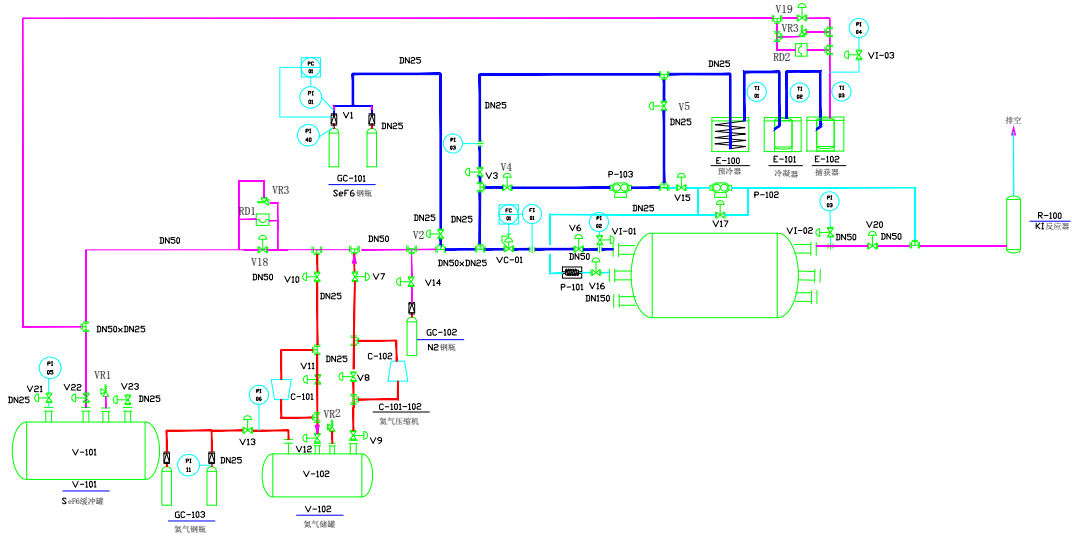 V19
VR3
PI
04
VI-03
RD2
DN25
PC
01
PI
01
V1
PI
40
DN25
GC-101
SeF6钢瓶
DN25
TI
01
TI
02
TI
03
DN25
V5
DN25
PI
03
V3
V4
E-100
预冷器
E-101
冷凝器
E-102
捕获器
排空
P-103
V15
P-102
DN25
V17
VR3
RD1
DN50
V18
DN50
V2
DN25
DN25
DN50xDN25
FC
01
FI
01
VC-01
V6
DN50
PI
02
VI-01
VI-02
PI
03
DN50
V20
DN50
R-100
KI反应器
P-101
V16
DN150
V10
DN50
DN25
V7
V14
GC-102
N2钢瓶
DN50xDN25
DN25
V11
C-101
C-102
V8
C-101-102
氦气压缩机
PI
05
V21
DN25
V22
VR1
V23
DN25
PI
06
V13
VR2
V12
V9
V-101
V-101
SeF6缓冲罐
PI
11
DN25
GC-103
氦气钢瓶
V-102
V-102
氦气储罐